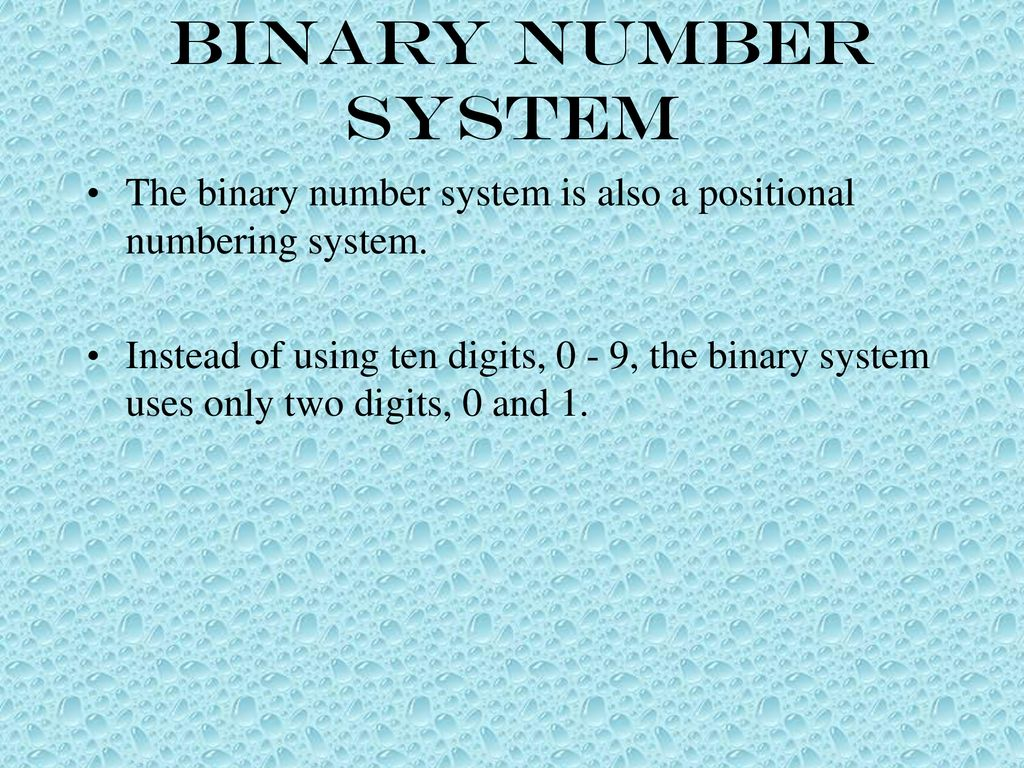 BINARY NUMBER
SYSTEM
• The binary number system is also a positional
numbering system.
• Instead of using ten digits, 0 - 9, the binary system
uses only two digits, 0 and 1.